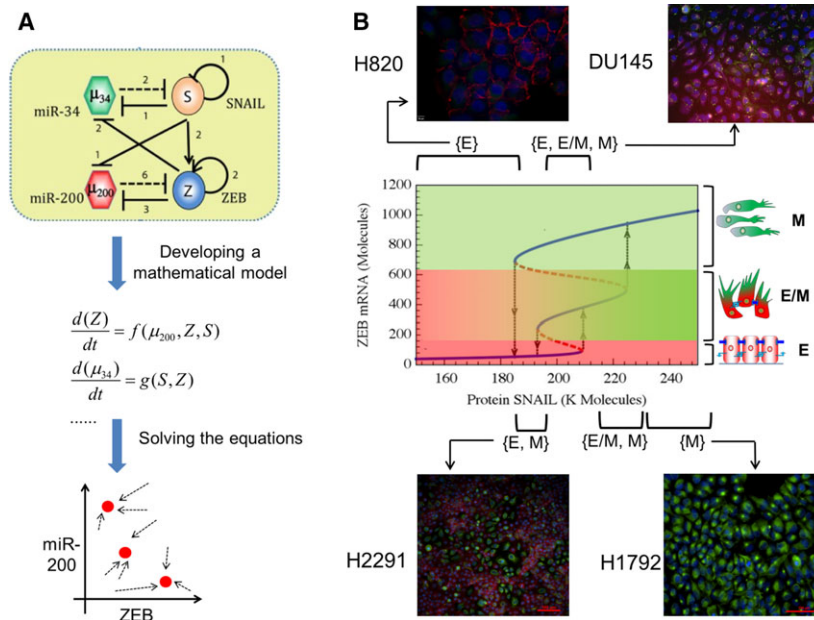 A
μ34
2
S
1
miR-34
1
SNAIL
2
2
1
μ200
6
Z
2
miR-200
3
ZEB
Developing a
mathematical model
d(Z)/dt = f(μ200, Z, S)
d(μ34)/dt = g(S, Z)
......
Solving the equations
miR-
200
ZEB
B
H820
DU145
{E}
{E, E/M, M}
ZEB mRNA (Molecules)
1200
1000
800
600
400
200
0
160
180
200
220
240
Protein SNAIL (K Molecules)
M
E/M
E
{E, M}
{E/M, M}
{M}
H2291
H1792